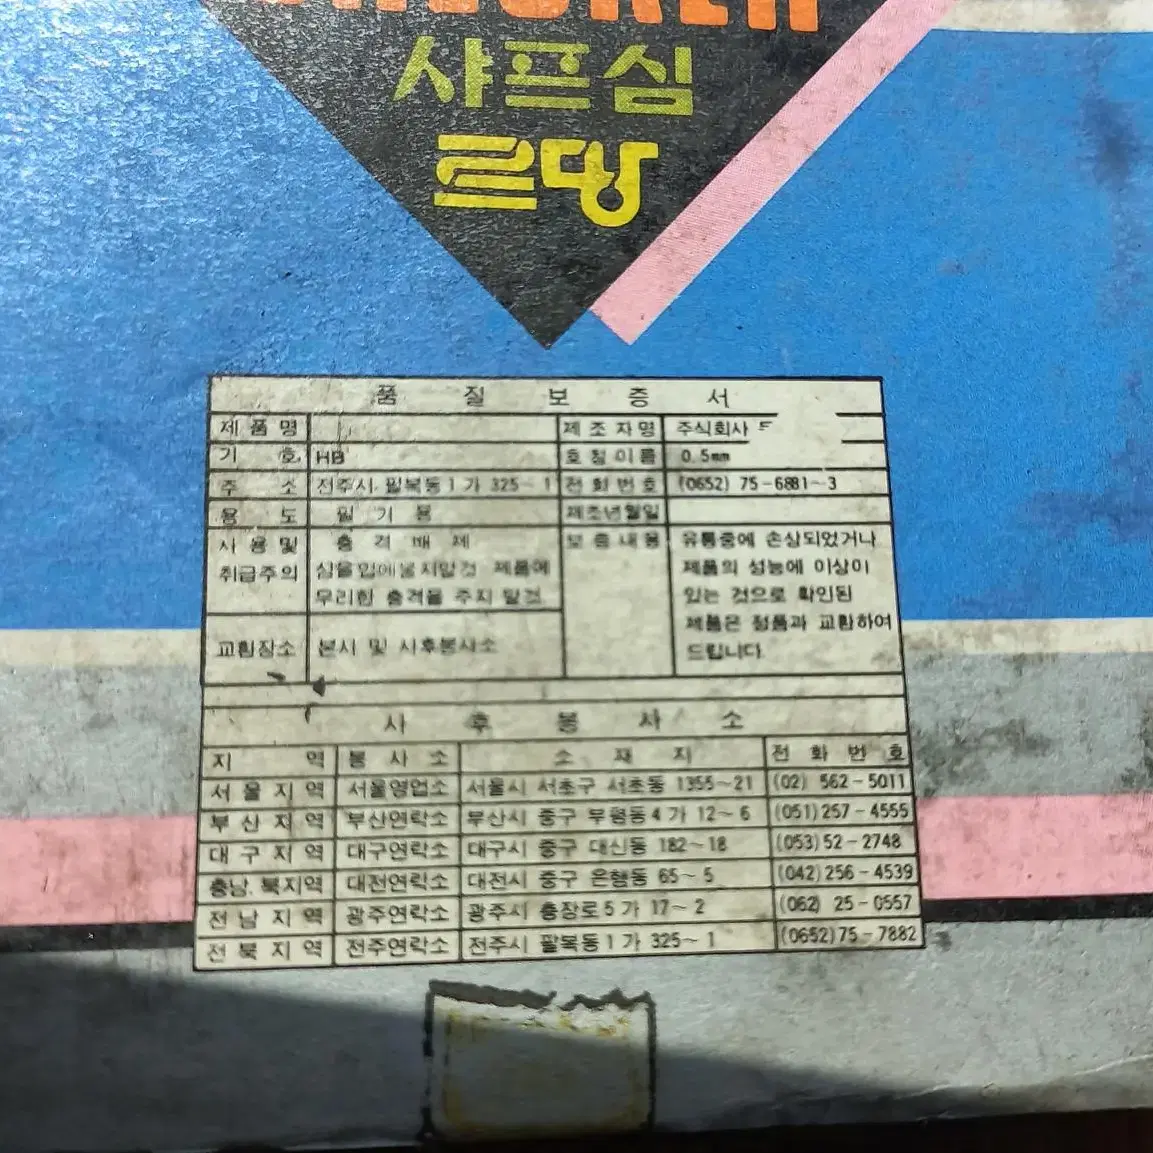 샤프심
르망
품 질 보 증 서
제 품 명 제 조 자 명 주식회사
기 호 HB 호 칭 이 름 0.5mm
주 소 전주시 팔복동 1 가 325~1 전 화 번 호 (0652) 75-6881~3
용 도 필 기 용 제조년월일
사 용 및 충 격 배 제 보 증 내 용 유통중에 손상되었거나
취급주의 심을 입에 물지말것 제품에 제품의 성능에 이상이
무리한 충격을 주지 말것 있는 것으로 확인된
제품은 정품과 교환하여
교환장소 본사 및 사후봉사소 드립니다.
사 후 봉 사 소
지 역 봉 사 소 소 재 지 전 화 번 호
서 울 지 역 서울영업소 서울시 서초구 서초동 1355~21 (02) 562-5011
부 산 지 역 부산연락소 부산시 중구 부평동 4 가 12~6 (051) 257-4555
대 구 지 역 대구연락소 대구시 중구 대신동 182~18 (053) 52-2748
충남.북지역 대전연락소 대전시 중구 은행동 65~5 (042) 256-4539
전 남 지 역 광주연락소 광주시 충장로 5 가 17~2 (062) 25-0557
전 북 지 역 전주연락소 전주시 팔복동 1 가 325~1 (0652) 75-7882